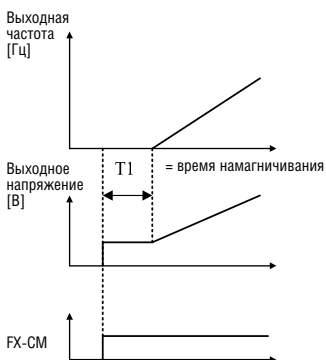 Выходная
частота
[Гц]
Выходное
напряжение
[В]
T1
= время намагничивания
FX-CM